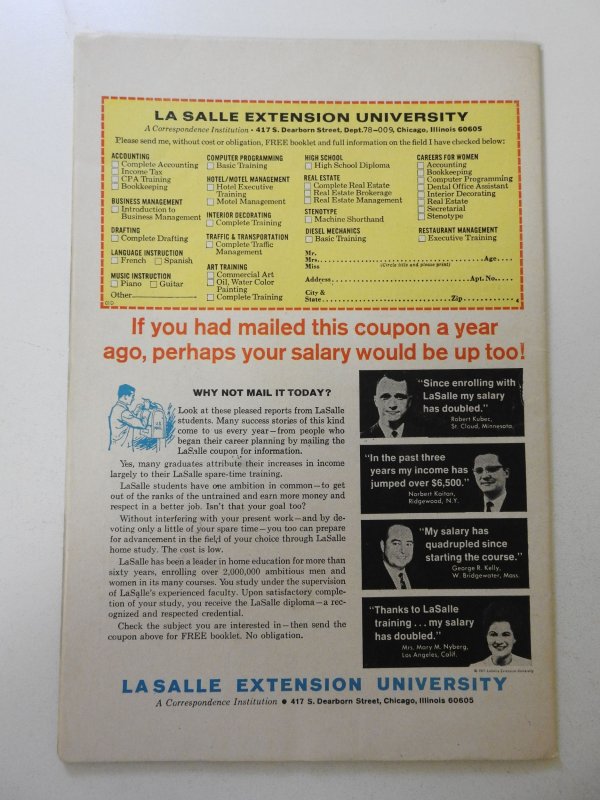 LA SALLE EXTENSION UNIVERSITY
A Correspondence Institution • 417 S. Dearborn Street, Dept. 78-009, Chicago, Illinois 60605
Please send me, without cost or obligation, FREE booklet and full information on the field I have checked below:
ACCOUNTING
Complete Accounting
Income Tax
CPA Training
Bookkeeping
BUSINESS MANAGEMENT
Introduction to
Business Management
DRAFTING
Complete Drafting
LANGUAGE INSTRUCTION
French Spanish
MUSIC INSTRUCTION
Piano Guitar
Other
COMPUTER PROGRAMMING
Basic Training
HOTEL/MOTEL MANAGEMENT
Hotel Executive
Training
Motel Management
INTERIOR DECORATING
Complete Training
TRAFFIC & TRANSPORTATION
Complete Traffic
Management
ART TRAINING
Commercial Art
Oil, Water Color
Painting
Complete Training
HIGH SCHOOL
High School Diploma
REAL ESTATE
Complete Real Estate
Real Estate Brokerage
Real Estate Management
STENOTYPE
Machine Shorthand
DIESEL MECHANICS
Basic Training
CAREERS FOR WOMEN
Accounting
Bookkeeping
Computer Programming
Dental Office Assistant
Interior Decorating
Real Estate
Secretarial
Stenotype
RESTAURANT MANAGEMENT
Executive Training
Mr.
Mrs. Age
Miss (Circle title and please print)
Address Apt. No.
City &
State Zip
If you had mailed this coupon a year
ago, perhaps your salary would be up too!
WHY NOT MAIL IT TODAY?
Look at these pleased reports from LaSalle
students. Many success stories of this kind
come to us every year—from people who
began their career planning by mailing the
LaSalle coupon for information.
Yes, many graduates attribute their increases in income
largely to their LaSalle spare-time training.
LaSalle students have one ambition in common—to get
out of the ranks of the untrained and earn more money and
respect in a better job. Isn't that your goal too?
Without interfering with your present work—and by de-
voting only a little of your spare time—you too can prepare
for advancement in the field of your choice through LaSalle
home study. The cost is low.
LaSalle has been a leader in home education for more than
sixty years, enrolling over 2,000,000 ambitious men and
women in its many courses. You study under the supervision
of LaSalle's experienced faculty. Upon satisfactory comple-
tion of your study, you receive the LaSalle diploma—a rec-
ognized and respected credential.
Check the subject you are interested in—then send the
coupon above for FREE booklet. No obligation.
"Since enrolling with
LaSalle my salary
has doubled."
Robert Kubec,
St. Cloud, Minnesota
"In the past three
years my income has
jumped over $6,500."
Norbert Kaitan,
Ridgewood, N.Y.
"My salary has
quadrupled since
starting the course."
George R. Kelly,
W. Bridgewater, Mass.
"Thanks to LaSalle
training . . . my salary
has doubled."
Mrs. Mary M. Nyberg,
Los Angeles, Calif.
LaSalle Extension University
LA SALLE EXTENSION UNIVERSITY
A Correspondence Institution • 417 S. Dearborn Street, Chicago, Illinois 60605